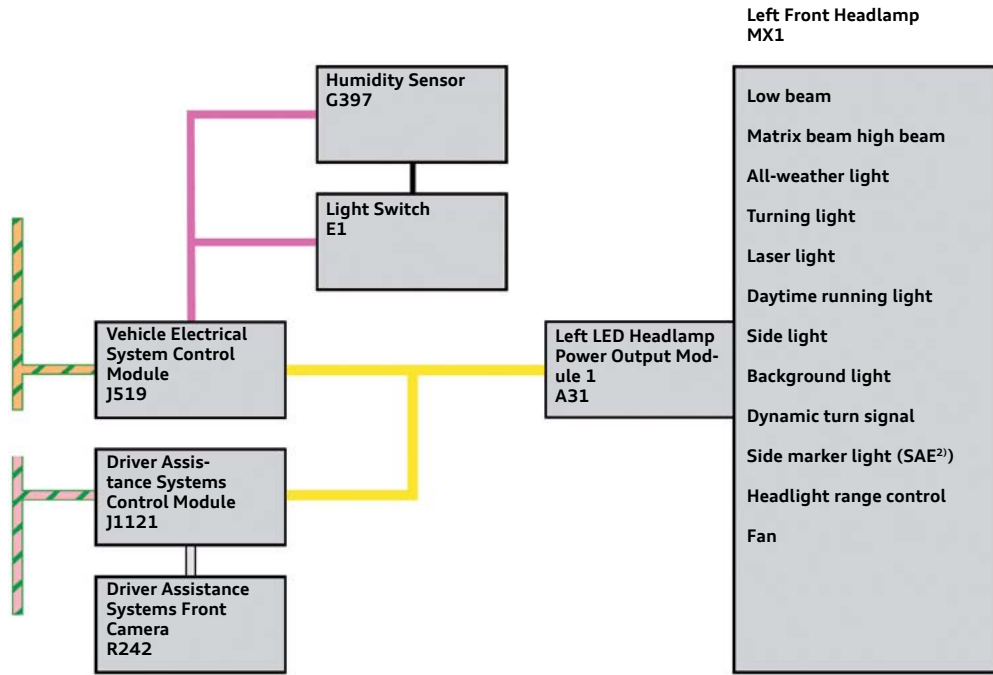 Left Front Headlamp
MX1
Humidity Sensor
G397
Light Switch
E1
Vehicle Electrical
System Control
Module
J519
Driver Assis-
tance Systems
Control Module
J1121
Driver Assistance
Systems Front
Camera
R242
Left LED Headlamp
Power Output Mod-
ule 1
A31
Low beam
Matrix beam high beam
All-weather light
Turning light
Laser light
Daytime running light
Side light
Background light
Dynamic turn signal
Side marker light (SAE²⁾)
Headlight range control
Fan